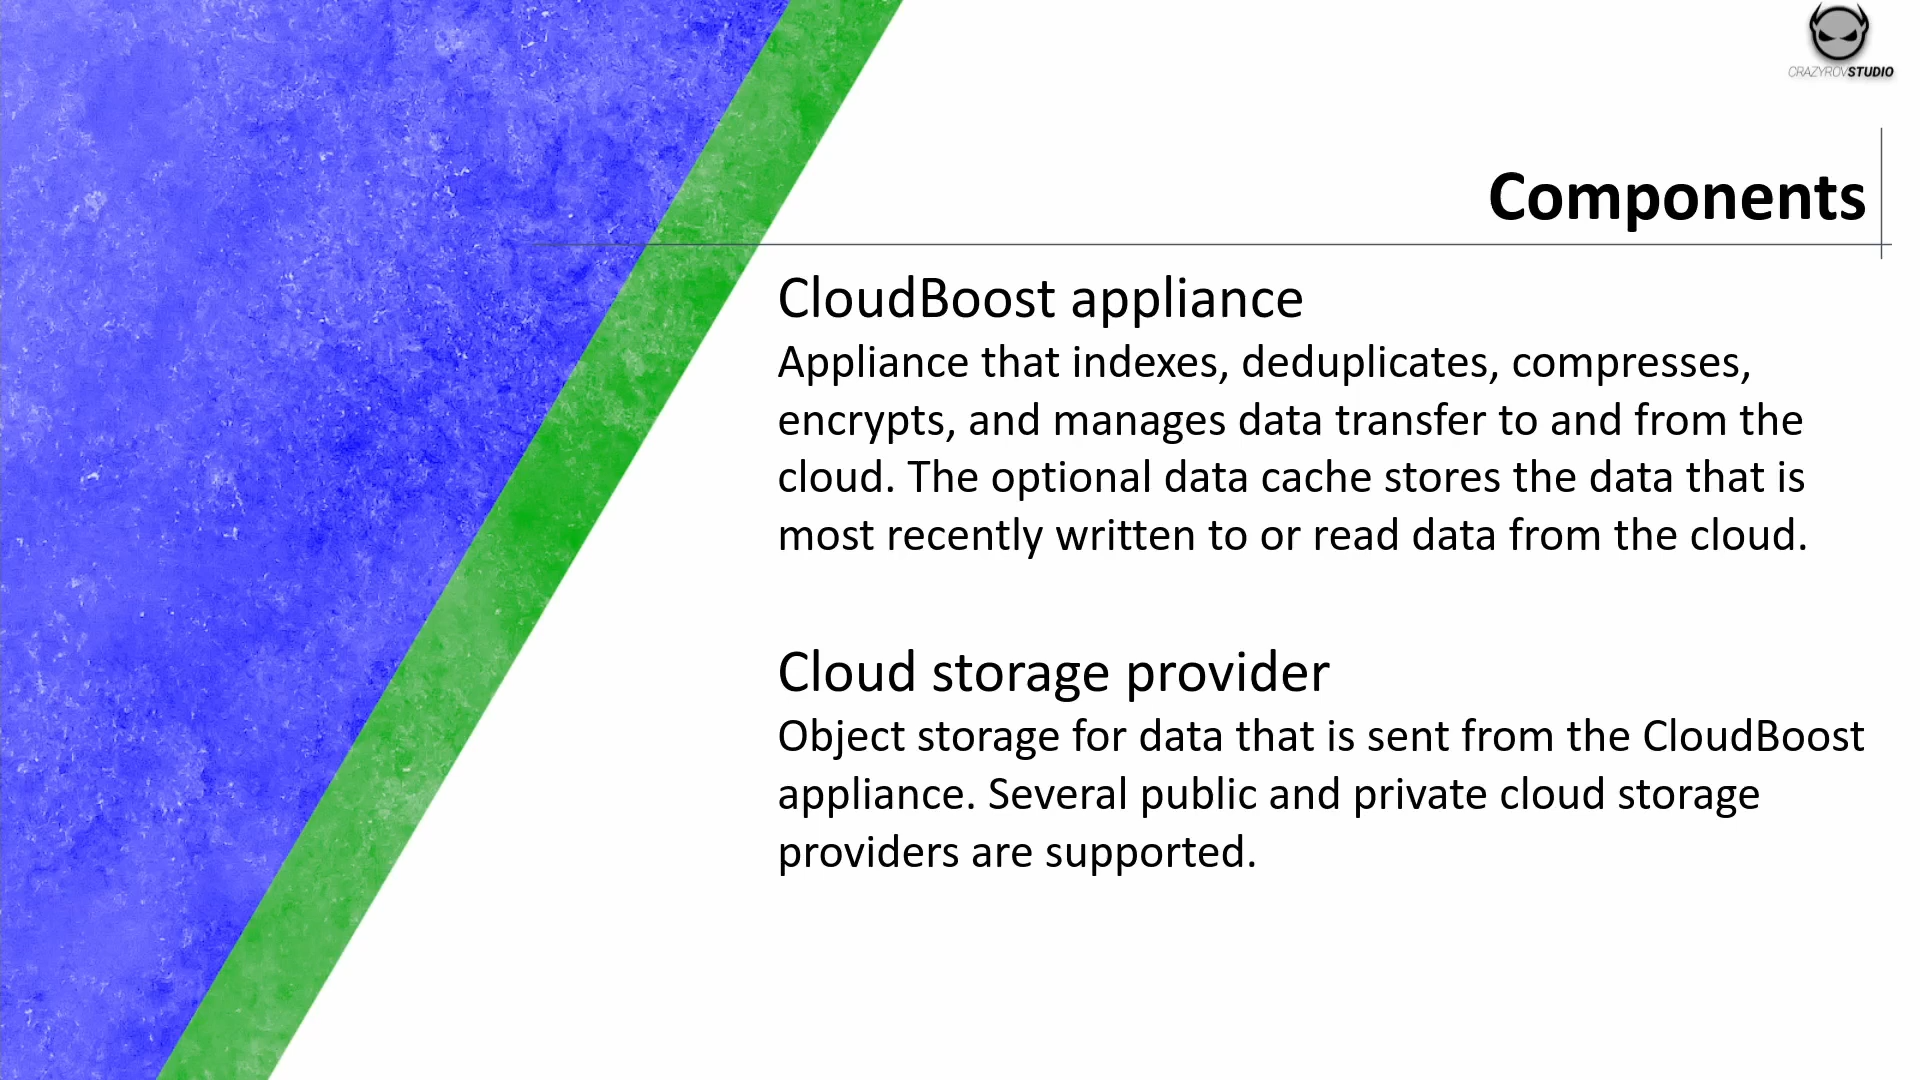 CRAZYROVSTUDIO
Components
CloudBoost appliance
Appliance that indexes, deduplicates, compresses,
encrypts, and manages data transfer to and from the
cloud. The optional data cache stores the data that is
most recently written to or read data from the cloud.
Cloud storage provider
Object storage for data that is sent from the CloudBoost
appliance. Several public and private cloud storage
providers are supported.